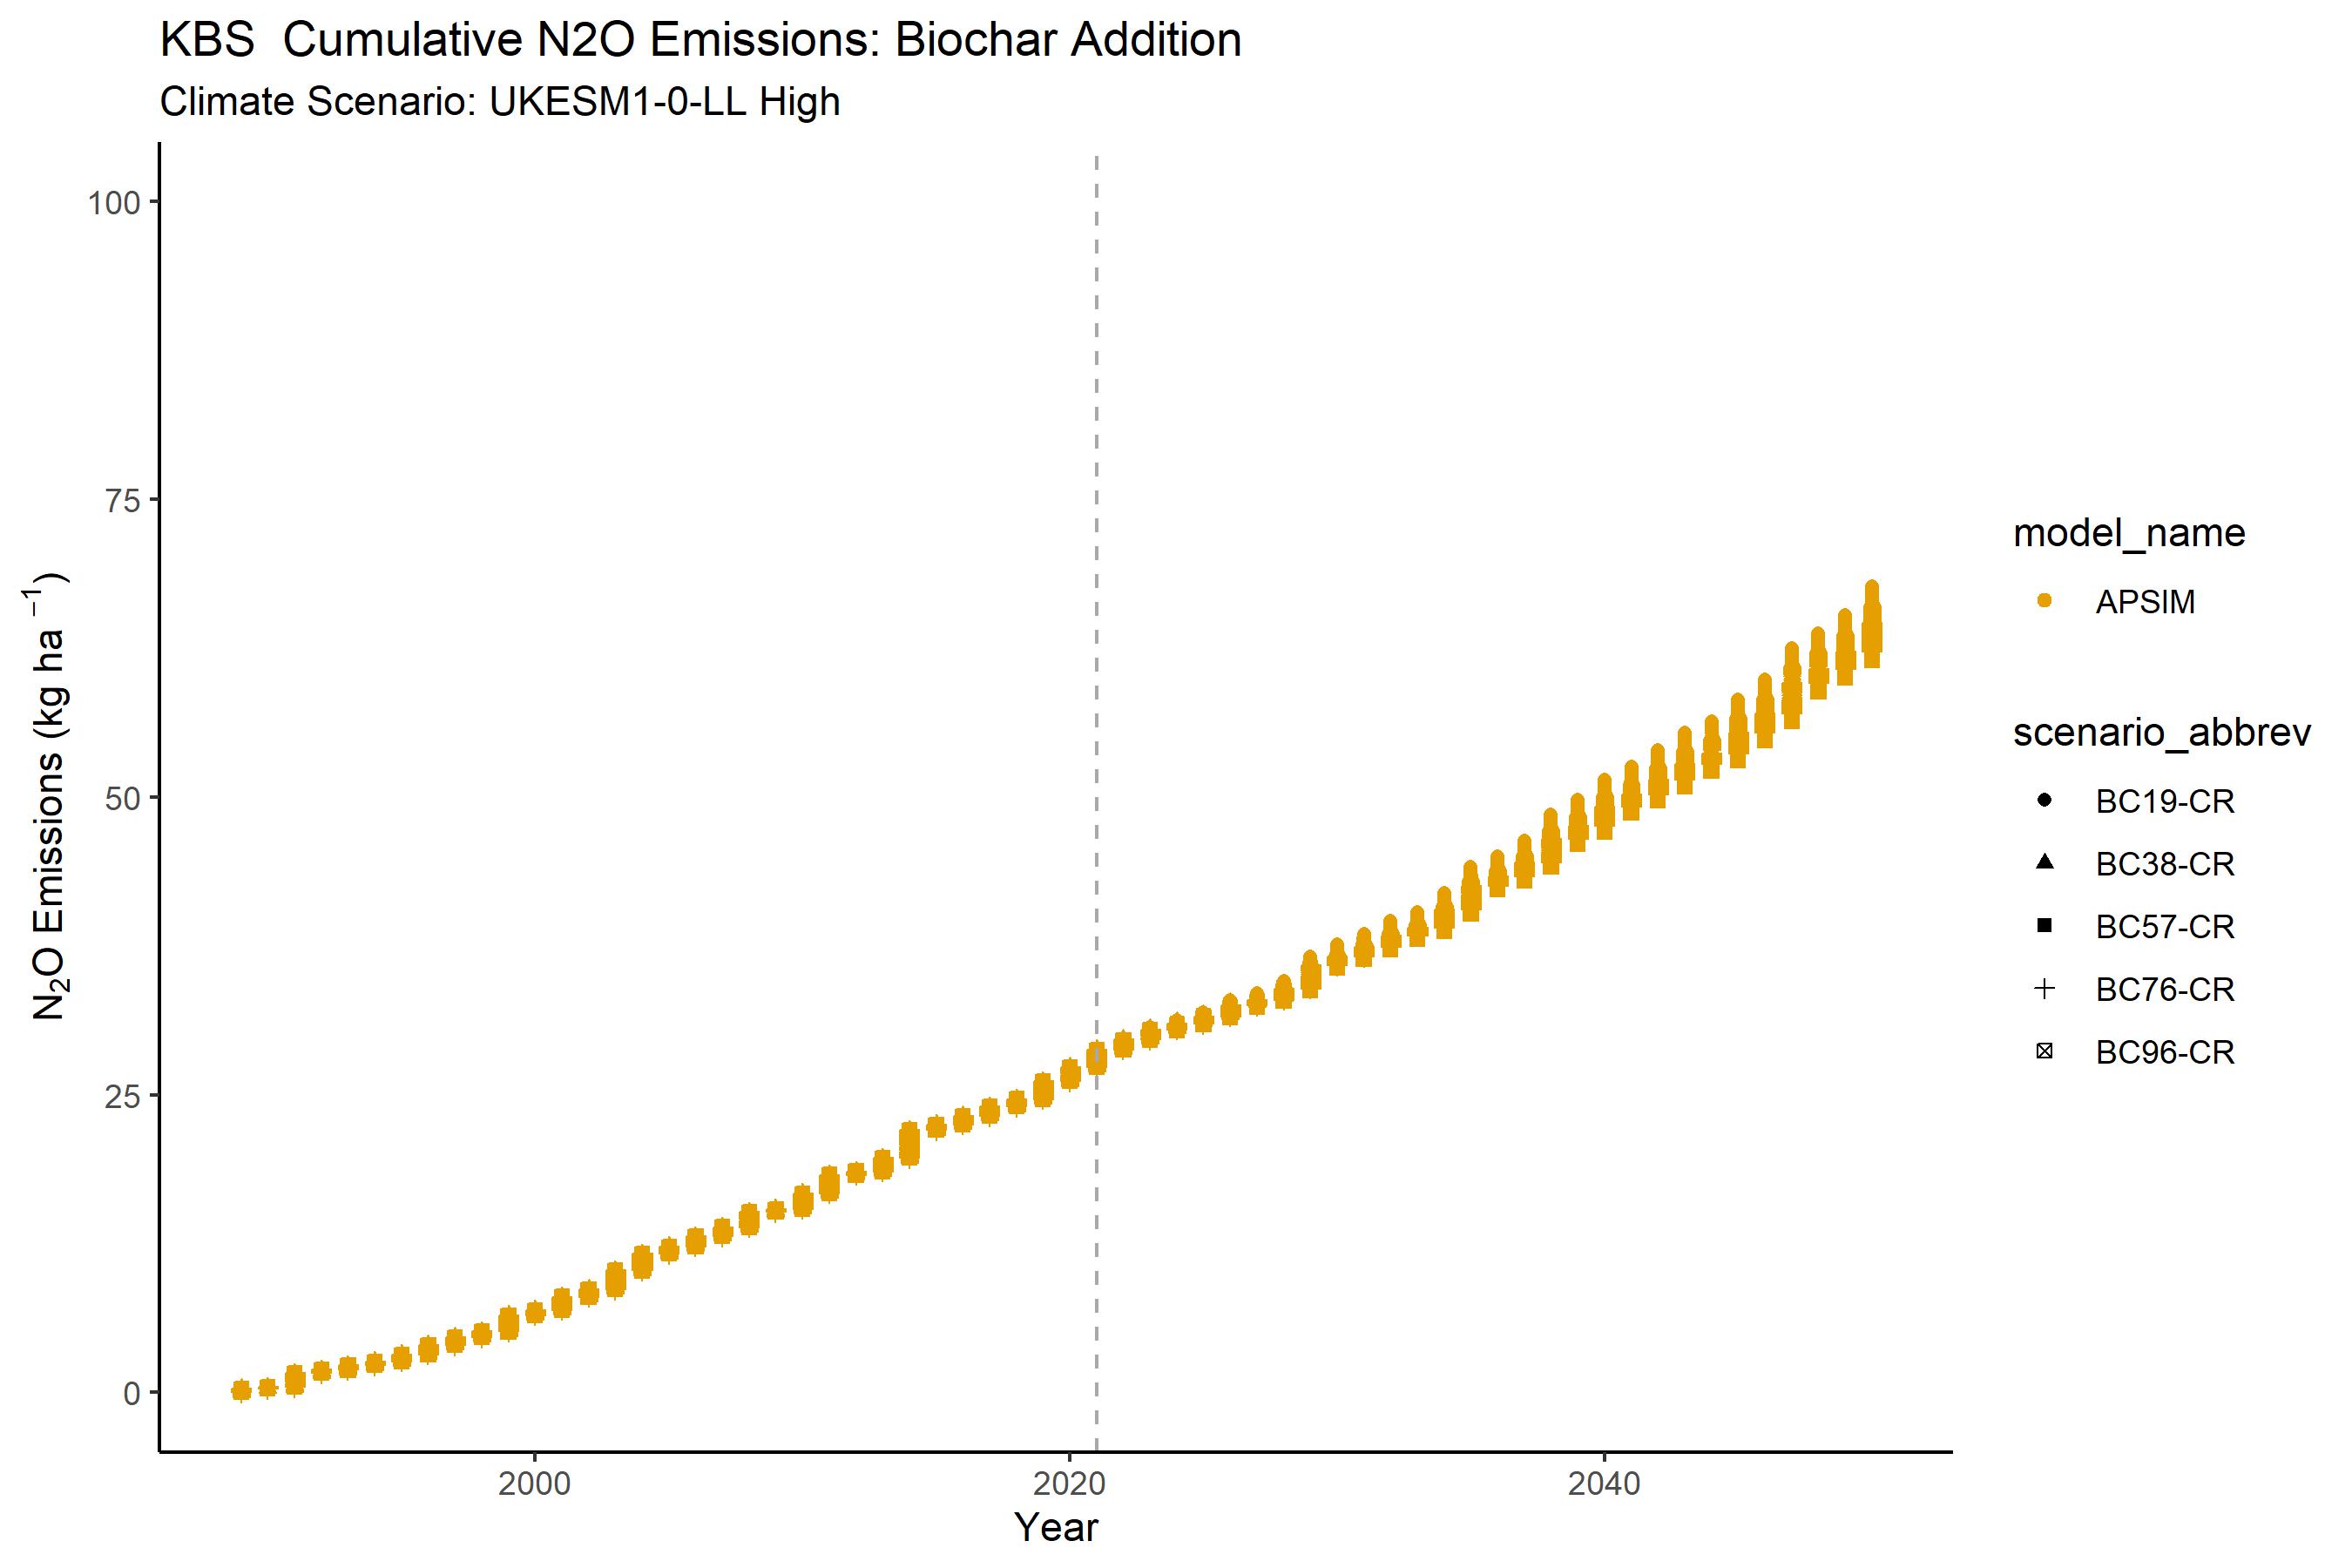 KBS  Cumulative N2O Emissions: Biochar Addition
Climate Scenario: UKESM1-0-LL High
N₂O Emissions (kg ha ⁻¹)
100
75
50
25
0
2000
2020
2040
Year
model_name
APSIM
scenario_abbrev
BC19-CR
BC38-CR
BC57-CR
BC76-CR
BC96-CR